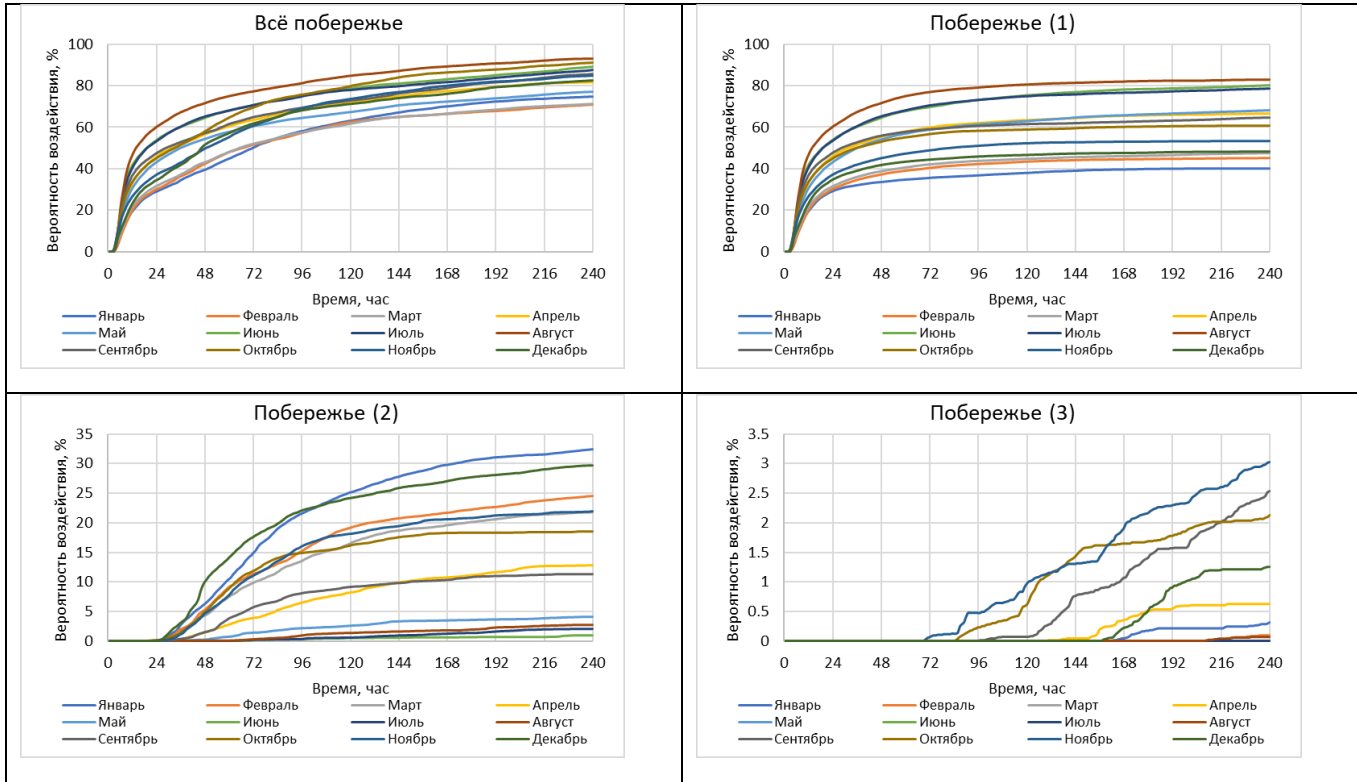 Всё побережье
Вероятность воздействия, %
100
80
60
40
20
0
0 24 48 72 96 120 144 168 192 216 240
Время, час
Январь Февраль Март Апрель
Май Июнь Июль Август
Сентябрь Октябрь Ноябрь Декабрь
Побережье (1)
Вероятность воздействия, %
100
80
60
40
20
0
0 24 48 72 96 120 144 168 192 216 240
Время, час
Январь Февраль Март Апрель
Май Июнь Июль Август
Сентябрь Октябрь Ноябрь Декабрь
Побережье (2)
Вероятность воздействия, %
35
30
25
20
15
10
5
0
0 24 48 72 96 120 144 168 192 216 240
Время, час
Январь Февраль Март Апрель
Май Июнь Июль Август
Сентябрь Октябрь Ноябрь Декабрь
Побережье (3)
Вероятность воздействия, %
3.5
3
2.5
2
1.5
1
0.5
0
0 24 48 72 96 120 144 168 192 216 240
Время, час
Январь Февраль Март Апрель
Май Июнь Июль Август
Сентябрь Октябрь Ноябрь Декабрь